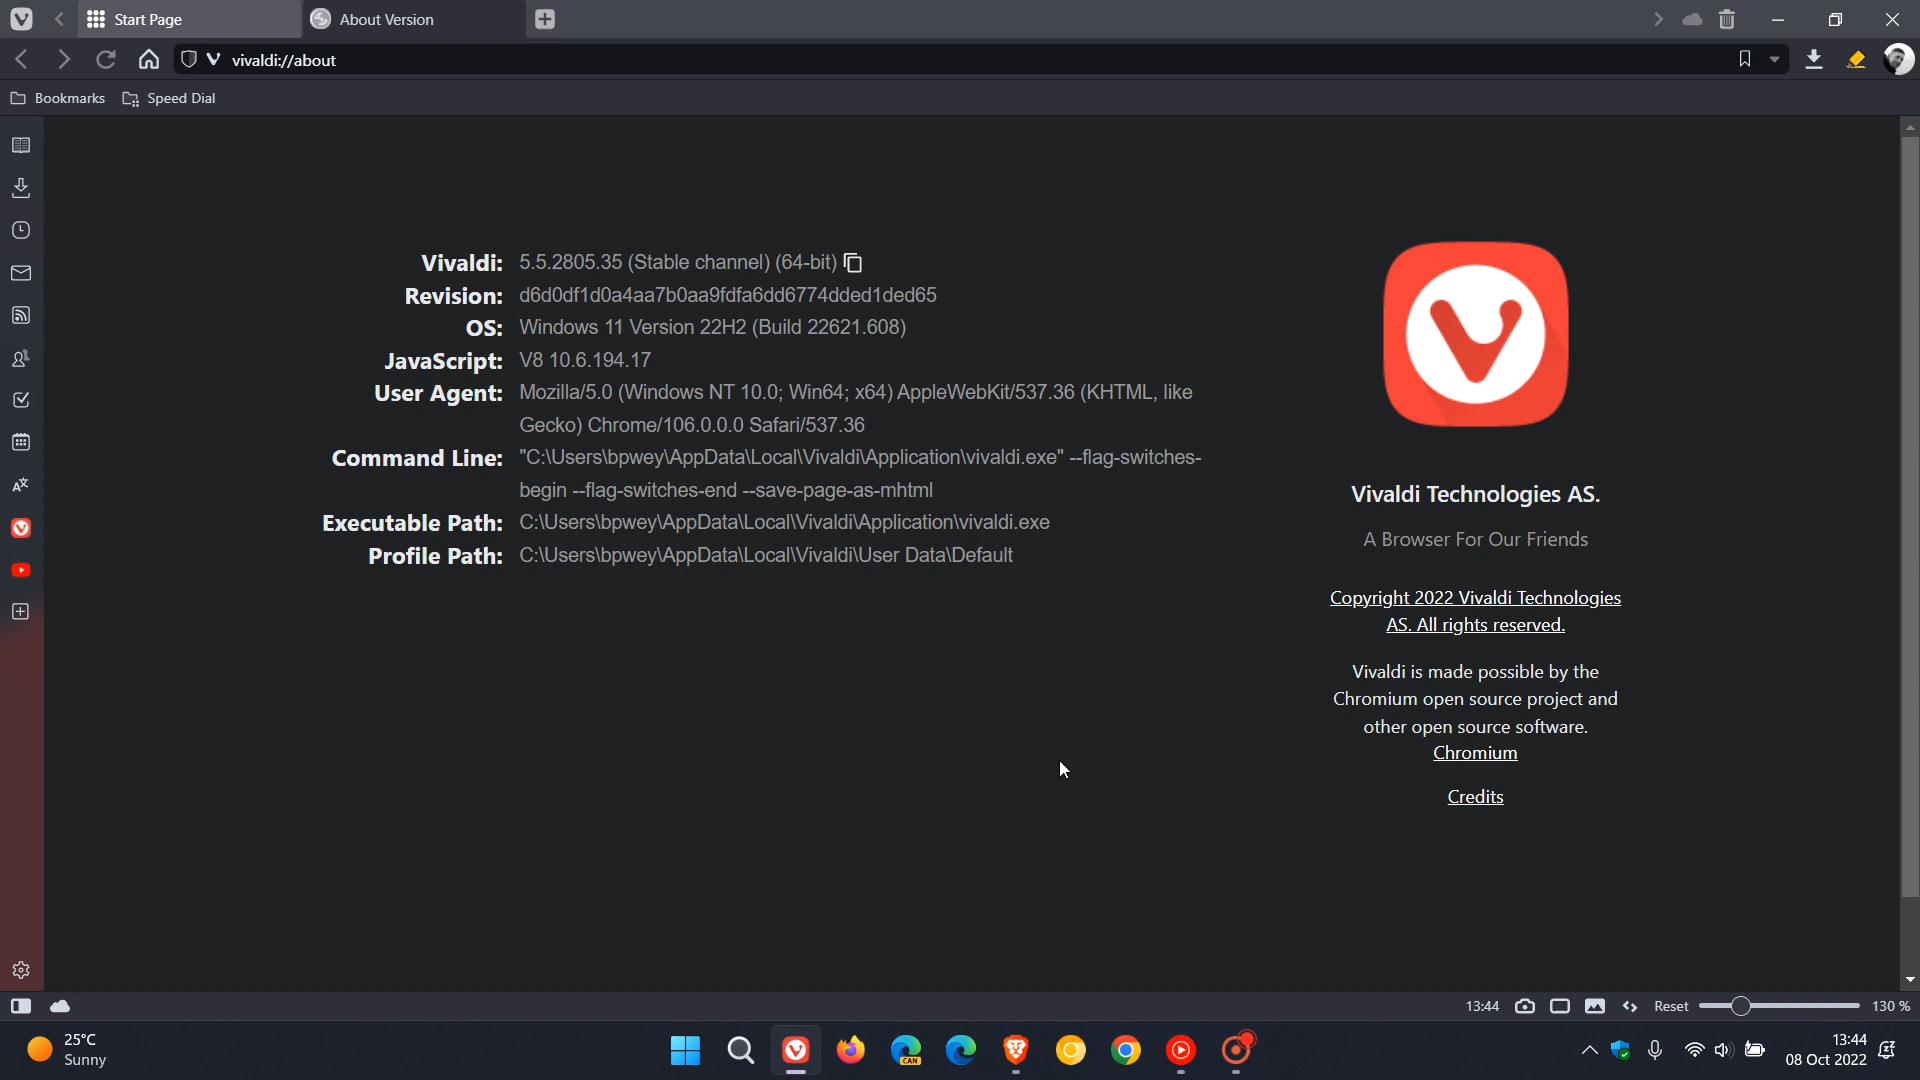 Start Page
About Version
vivaldi://about
Bookmarks
Speed Dial
Vivaldi: 5.5.2805.35 (Stable channel) (64-bit)
Revision: d6d0df1d0a4aa7b0aa9fdfa6dd6774dded1ded65
OS: Windows 11 Version 22H2 (Build 22621.608)
JavaScript: V8 10.6.194.17
User Agent: Mozilla/5.0 (Windows NT 10.0; Win64; x64) AppleWebKit/537.36 (KHTML, like
Gecko) Chrome/106.0.0.0 Safari/537.36
Command Line: "C:\Users\bpwey\AppData\Local\Vivaldi\Application\vivaldi.exe" --flag-switches-
begin --flag-switches-end --save-page-as-mhtml
Executable Path: C:\Users\bpwey\AppData\Local\Vivaldi\Application\vivaldi.exe
Profile Path: C:\Users\bpwey\AppData\Local\Vivaldi\User Data\Default
Vivaldi Technologies AS.
A Browser For Our Friends
Copyright 2022 Vivaldi Technologies
AS. All rights reserved.
Vivaldi is made possible by the
Chromium open source project and
other open source software.
Chromium
Credits
13:44
Reset
130 %
25°C
Sunny
CAN
13:44
08 Oct 2022